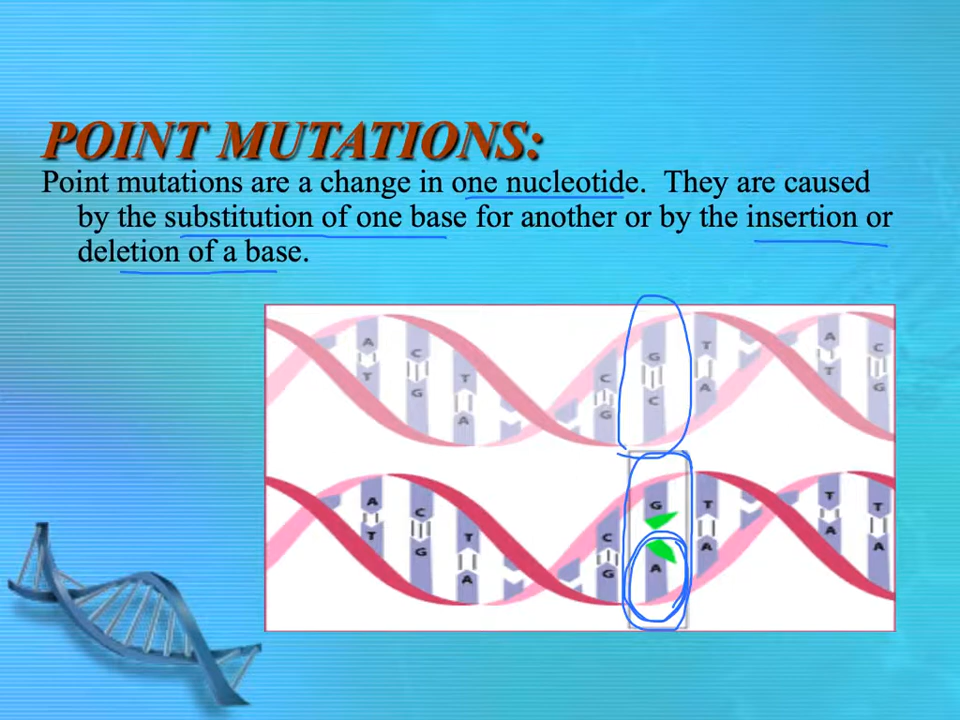 POINT MUTATIONS:
Point mutations are a change in one nucleotide. They are caused
by the substitution of one base for another or by the insertion or
deletion of a base.
A C T C G T A C
T G A G C A T G
A C T C G T T T
T G A G A A A A